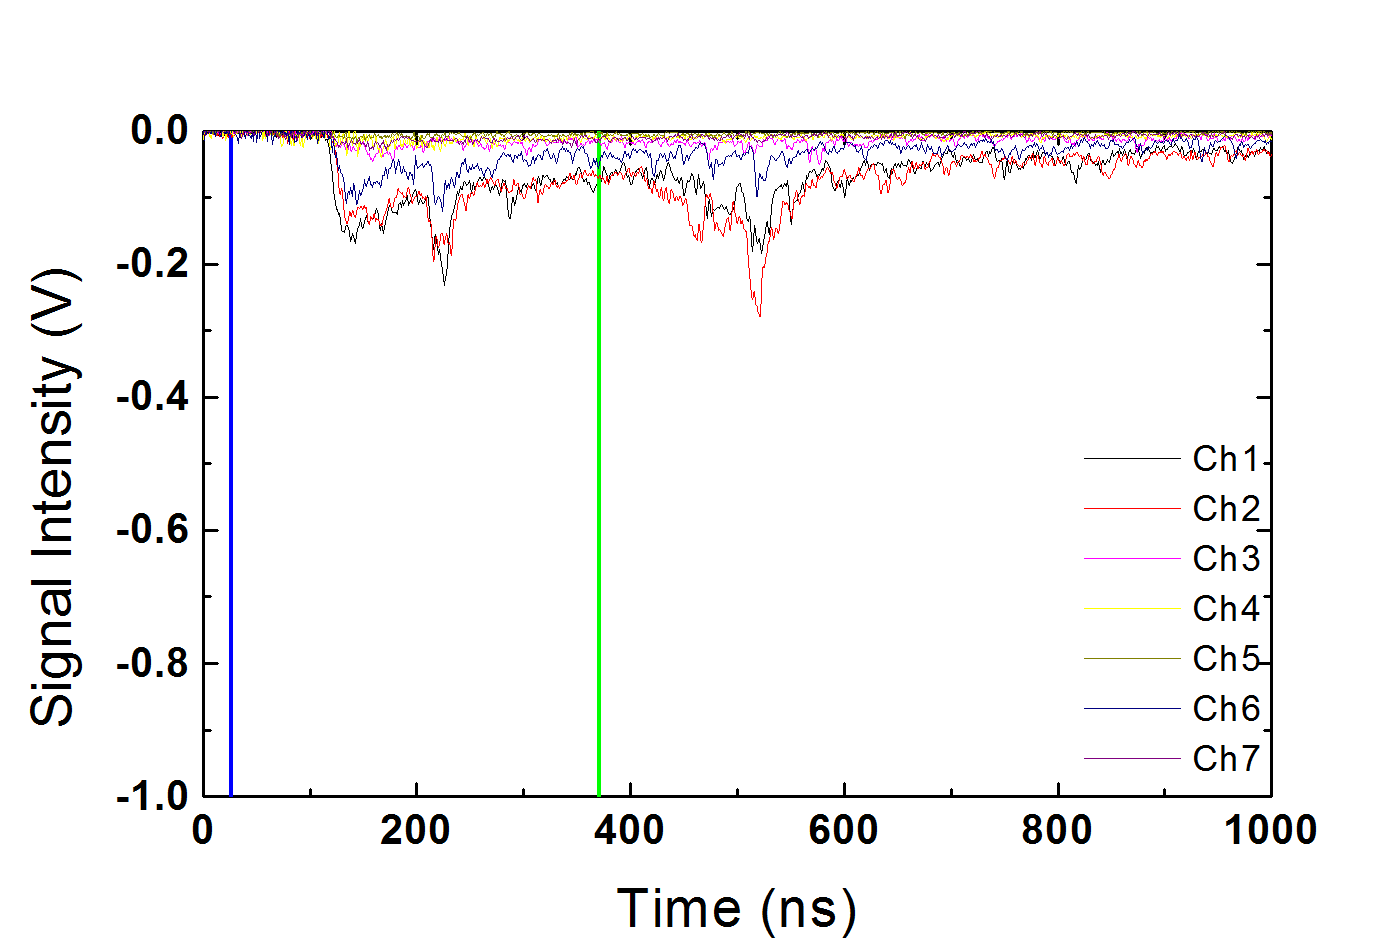 0.0
-0.2
-0.4
-0.6
-0.8
-1.0
Signal Intensity (V)
Ch1
Ch2
Ch3
Ch4
Ch5
Ch6
Ch7
0 200 400 600 800 1000
Time (ns)